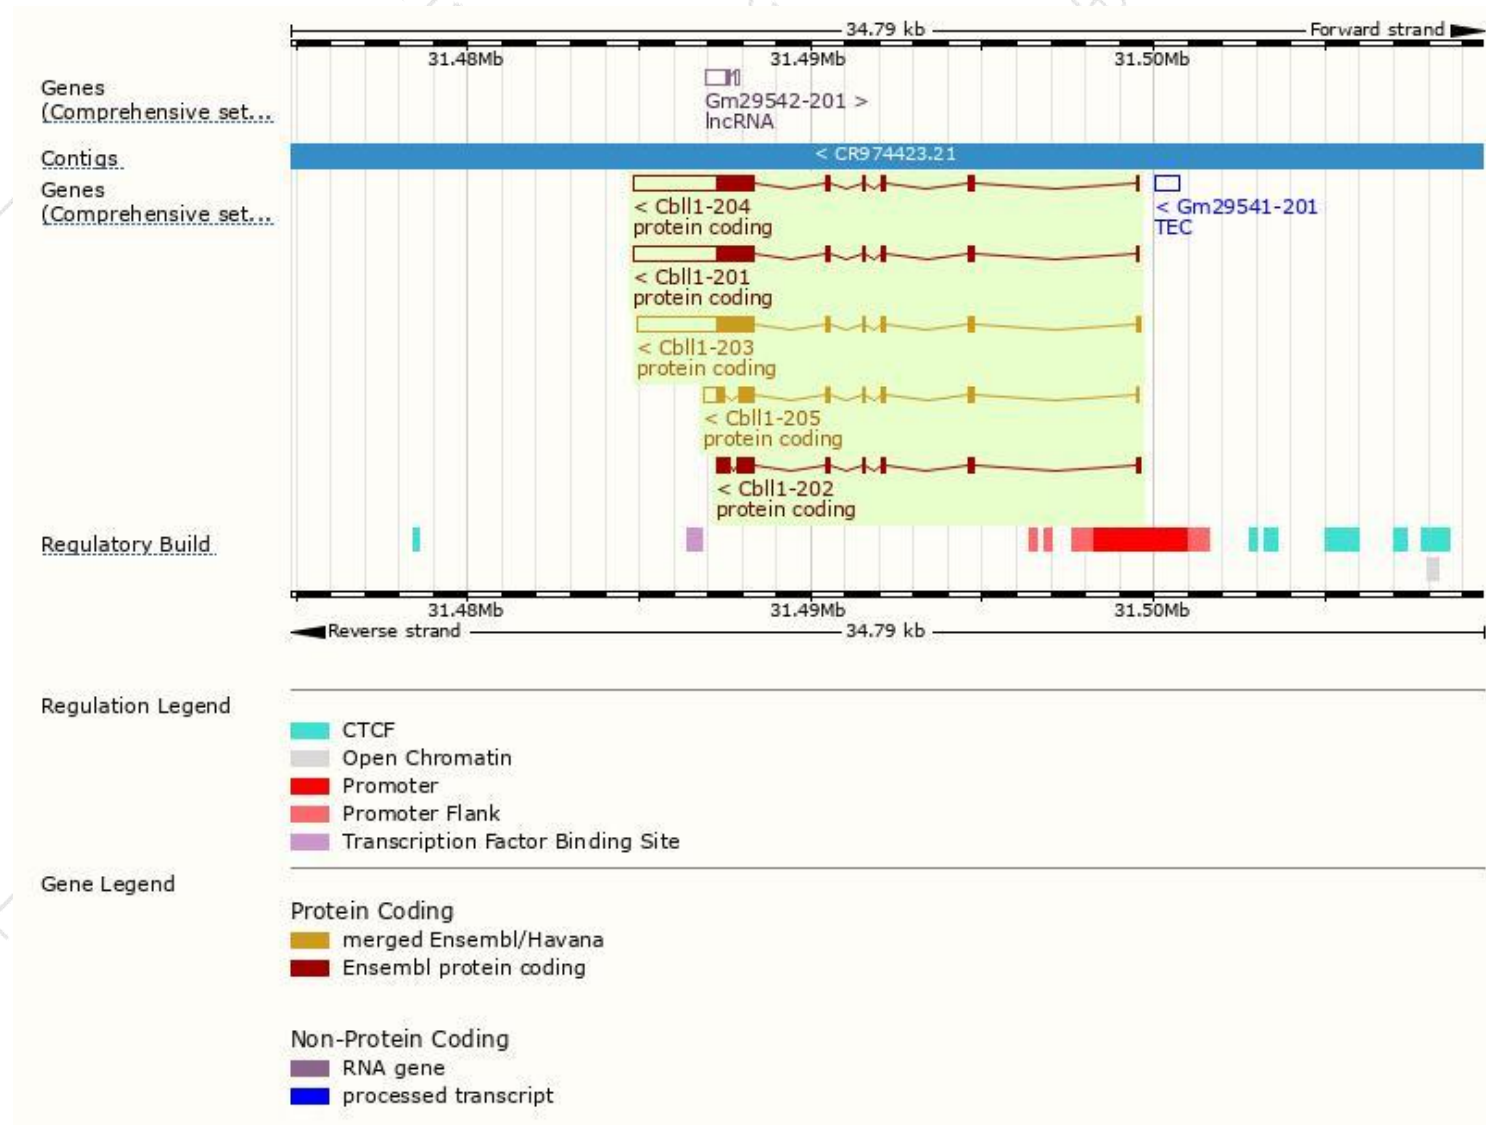 34.79 kb
Forward strand
31.48Mb 31.49Mb 31.50Mb
Genes
(Comprehensive set...
Gm29542-201 >
lncRNA
Contigs
< CR974423.21
Genes
(Comprehensive set...
< Cbll1-204
protein coding
< Gm29541-201
TEC
< Cbll1-201
protein coding
< Cbll1-203
protein coding
< Cbll1-205
protein coding
< Cbll1-202
protein coding
Regulatory Build
31.48Mb 31.49Mb 31.50Mb
Reverse strand 34.79 kb
Regulation Legend
CTCF
Open Chromatin
Promoter
Promoter Flank
Transcription Factor Binding Site
Gene Legend
Protein Coding
merged Ensembl/Havana
Ensembl protein coding
Non-Protein Coding
RNA gene
processed transcript